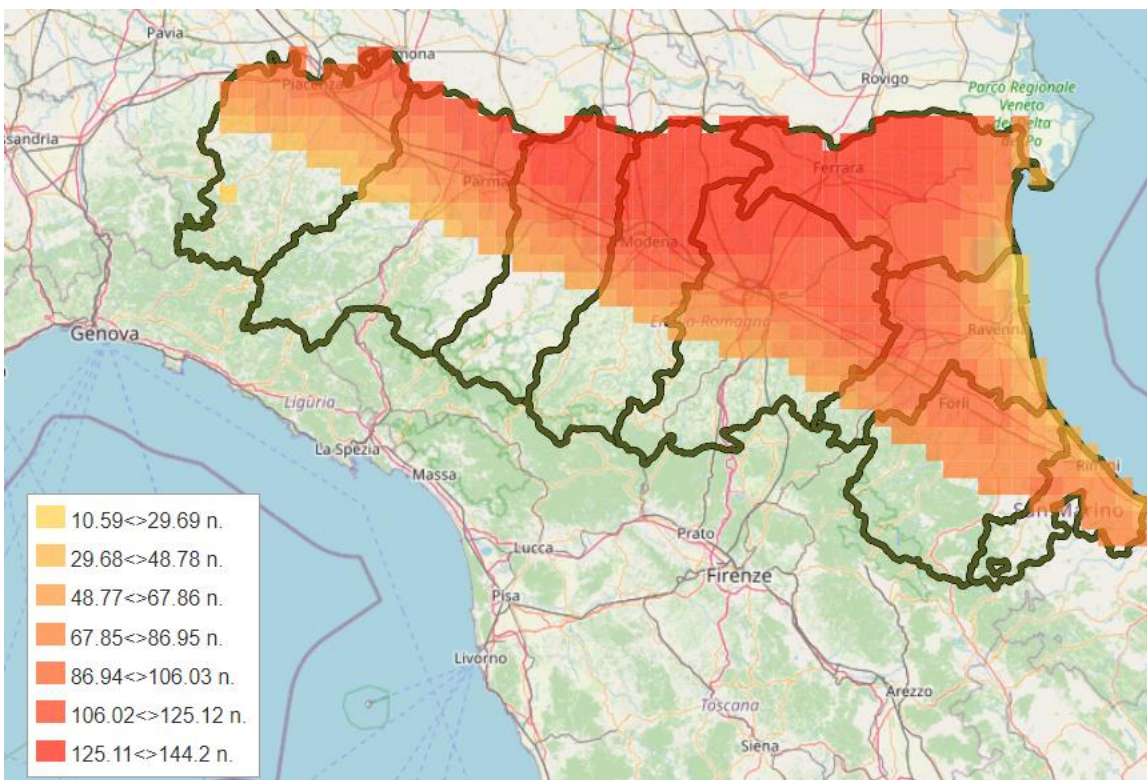 Pavia
mona
Rovigo
Piacenza
Parco Regionale
Veneto
del Delta
del Po
ssandria
Parma
Ferrara
Modena
Genova
Emilia-Romagna
Ravenna
Liguria
Forlì
La Spezia
Rimini
Massa
San Marino
10.59<>29.69 n.
29.68<>48.78 n.
48.77<>67.86 n.
67.85<>86.95 n.
86.94<>106.03 n.
106.02<>125.12 n.
125.11<>144.2 n.
Prato
Lucca
Firenze
Pisa
Livorno
Arezzo
Toscana
Siena